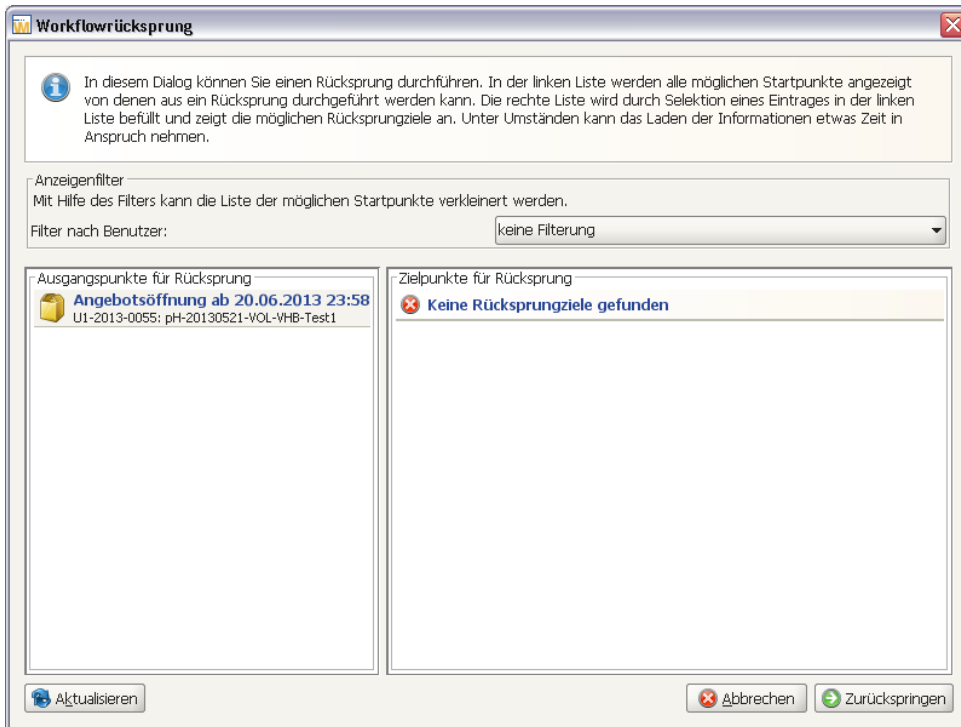 Workflowrücksprung
In diesem Dialog können Sie einen Rücksprung durchführen. In der linken Liste werden alle möglichen Startpunkte angezeigt
von denen aus ein Rücksprung durchgeführt werden kann. Die rechte Liste wird durch Selektion eines Eintrages in der linken
Liste befüllt und zeigt die möglichen Rücksprungziele an. Unter Umständen kann das Laden der Informationen etwas Zeit in
Anspruch nehmen.
Anzeigenfilter
Mit Hilfe des Filters kann die Liste der möglichen Startpunkte verkleinert werden.
Filter nach Benutzer:
keine Filterung
Ausgangspunkte für Rücksprung
Angebotsöffnung ab 20.06.2013 23:58
U1-2013-0055: pH-20130521-VOL-VHB-Test1
Zielpunkte für Rücksprung
Keine Rücksprungziele gefunden
Aktualisieren
Abbrechen
Zurückspringen